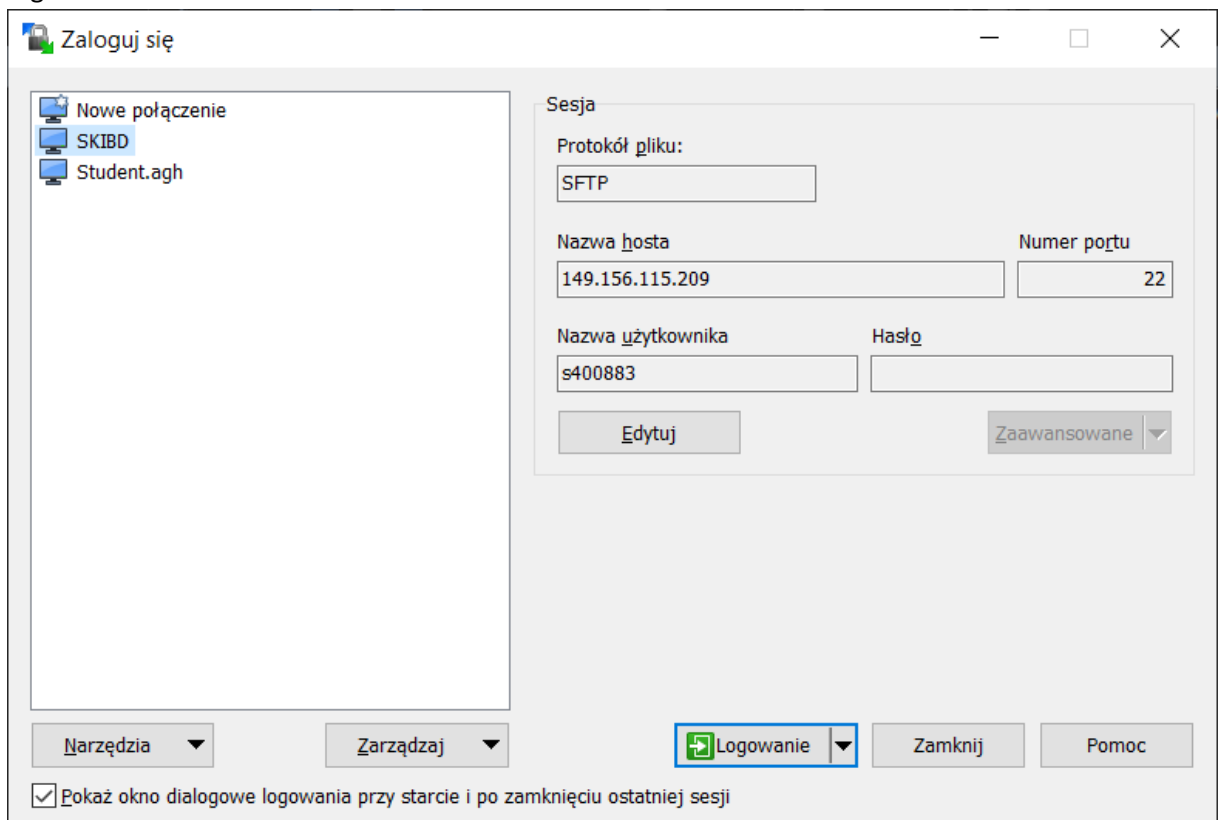 Zaloguj się
Nowe połączenie
SKIBD
Student.agh
Sesja
Protokół pliku:
SFTP
Nazwa hosta
Numer portu
149.156.115.209
22
Nazwa użytkownika
Hasło
s400883
Edytuj
Zaawansowane
Narzędzia
Zarządzaj
Logowanie
Zamknij
Pomoc
Pokaż okno dialogowe logowania przy starcie i po zamknięciu ostatniej sesji